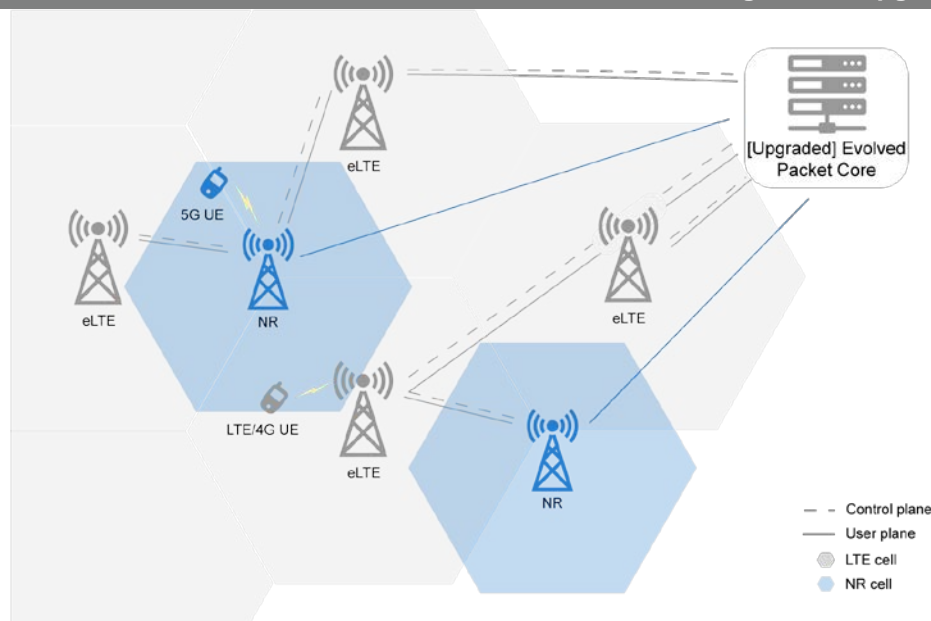 eLTE
[Upgraded] Evolved
Packet Core
5G UE
eLTE
NR
eLTE
LTE/4G UE
eLTE
NR
Control plane
User plane
LTE cell
NR cell